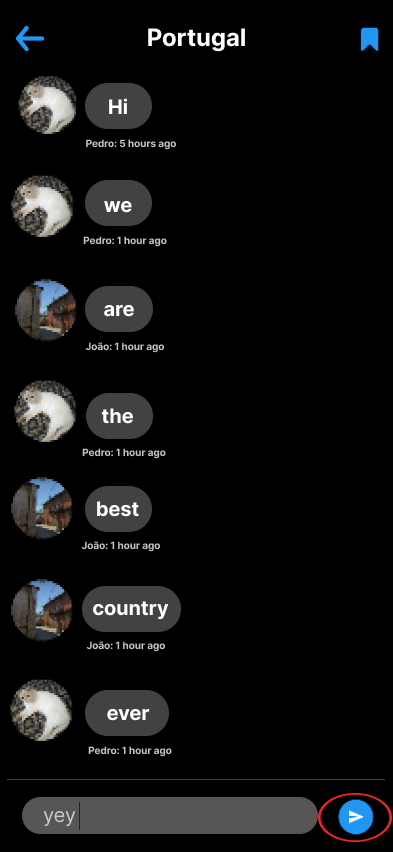 Portugal
Hi
Pedro: 5 hours ago
we
Pedro: 1 hour ago
are
João: 1 hour ago
the
Pedro: 1 hour ago
best
João: 1 hour ago
country
João: 1 hour ago
ever
Pedro: 1 hour ago
yey